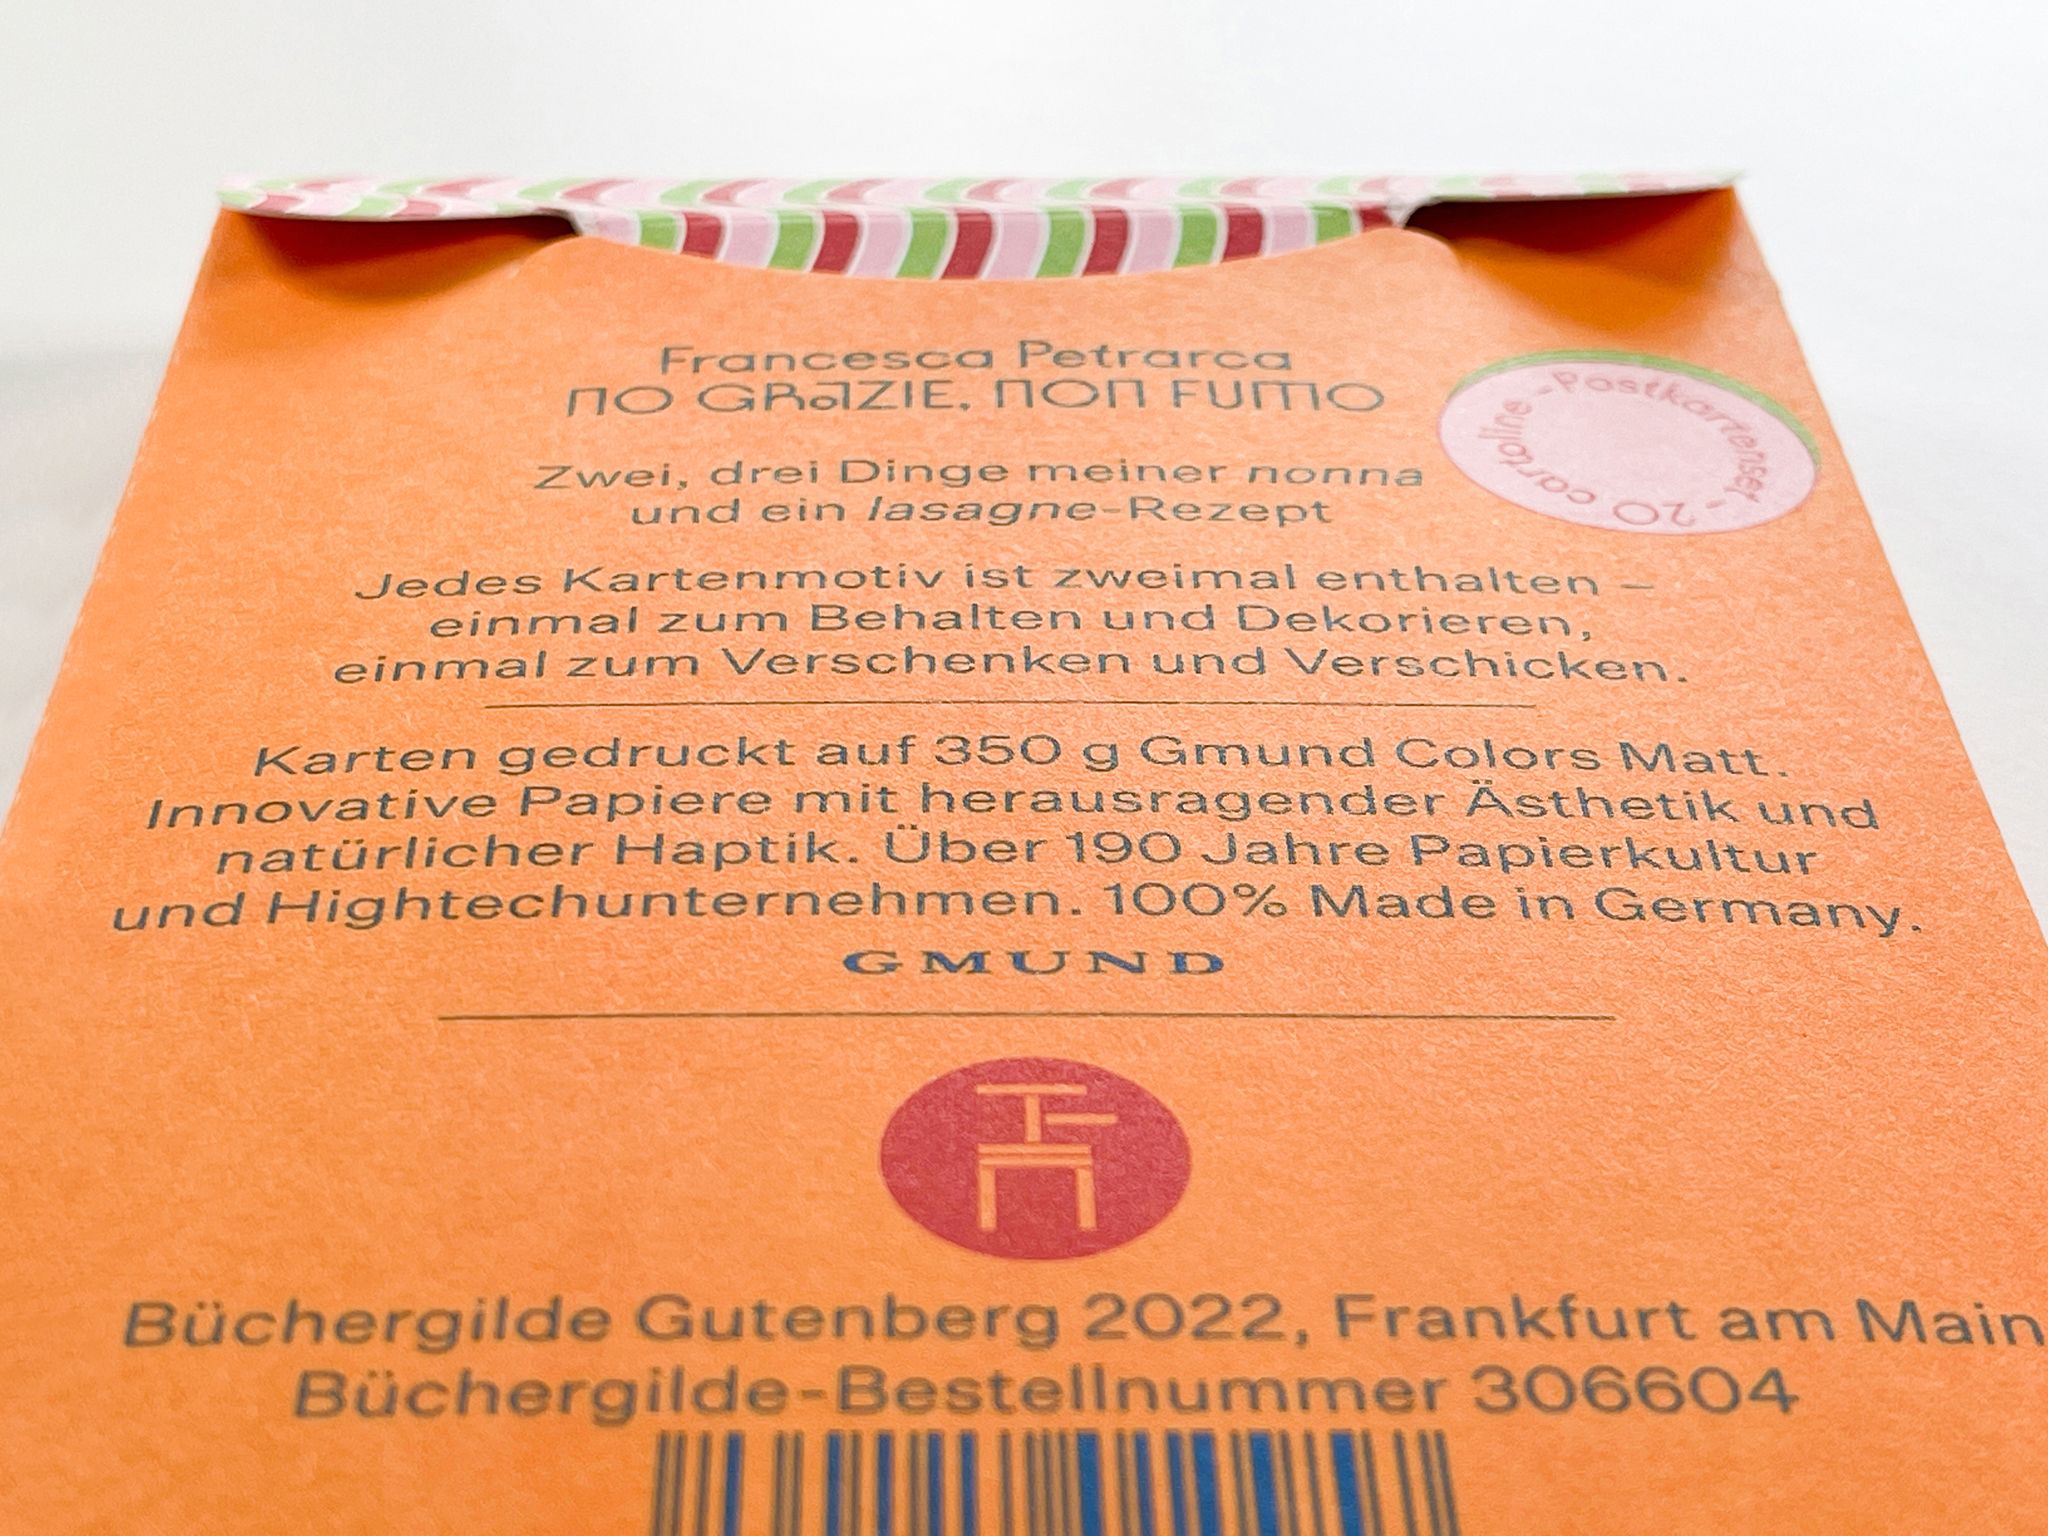 Francesca Petrarca
NO GRAZIE, NON FUMO
Zwei, drei Dinge meiner nonna
und ein lasagne-Rezept
20 cartoline - Postkartenset -
Jedes Kartenmotiv ist zweimal enthalten –
einmal zum Behalten und Dekorieren,
einmal zum Verschenken und Verschicken.
Karten gedruckt auf 350 g Gmund Colors Matt.
Innovative Papiere mit herausragender Ästhetik und
natürlicher Haptik. Über 190 Jahre Papierkultur
und Hightechunternehmen. 100% Made in Germany.
GMUND
Büchergilde Gutenberg 2022, Frankfurt am Main
Büchergilde-Bestellnummer 306604